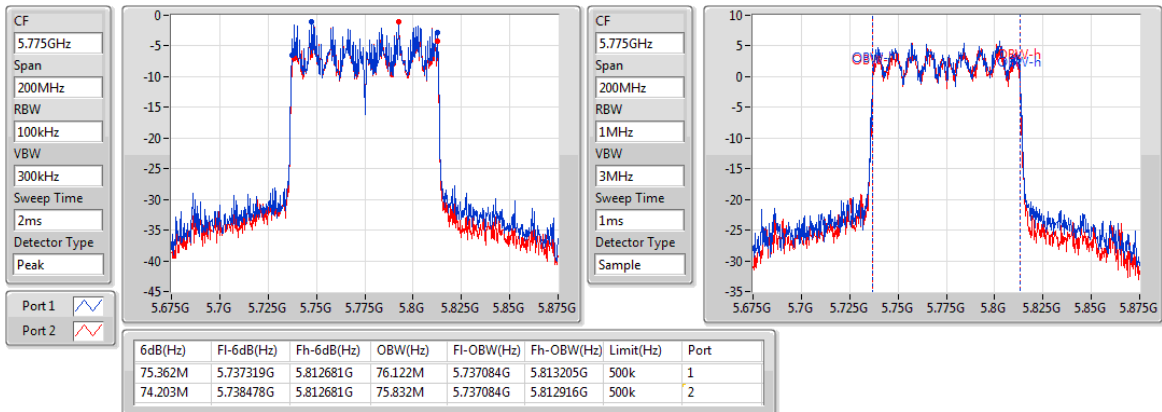 CF
5.775GHz
Span
200MHz
RBW
100kHz
VBW
300kHz
Sweep Time
2ms
Detector Type
Peak
Port 1
Port 2
0
-5
-10
-15
-20
-25
-30
-35
-40
-45
5.675G 5.7G 5.725G 5.75G 5.775G 5.8G 5.825G 5.85G 5.875G
CF
5.775GHz
Span
200MHz
RBW
1MHz
VBW
3MHz
Sweep Time
1ms
Detector Type
Sample
10
5
0
-5
-10
-15
-20
-25
-30
-35
OBW-h
OBW-h
5.675G 5.7G 5.725G 5.75G 5.775G 5.8G 5.825G 5.85G 5.875G
6dB(Hz) Fl-6dB(Hz) Fh-6dB(Hz) OBW(Hz) Fl-OBW(Hz) Fh-OBW(Hz) Limit(Hz) Port
75.362M 5.737319G 5.812681G 76.122M 5.737084G 5.813205G 500k 1
74.203M 5.738478G 5.812681G 75.832M 5.737084G 5.812916G 500k 2